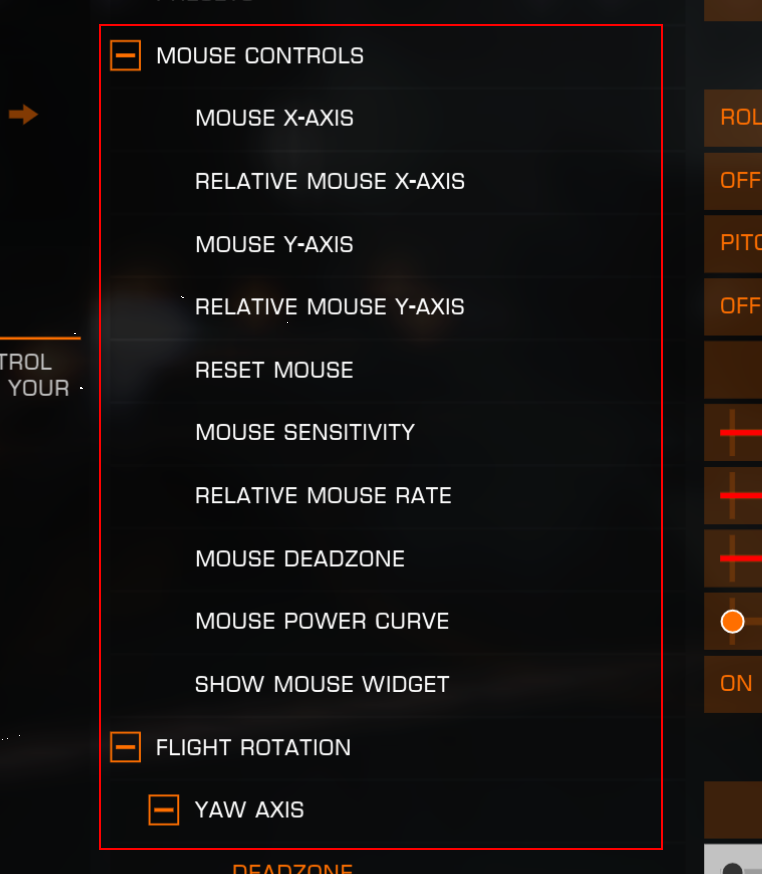 MOUSE CONTROLS
MOUSE X-AXIS
ROL
RELATIVE MOUSE X-AXIS
OFF
MOUSE Y-AXIS
PITC
RELATIVE MOUSE Y-AXIS
OFF
TROL
YOUR
RESET MOUSE
MOUSE SENSITIVITY
RELATIVE MOUSE RATE
MOUSE DEADZONE
MOUSE POWER CURVE
SHOW MOUSE WIDGET
ON
FLIGHT ROTATION
YAW AXIS
DEADZONE